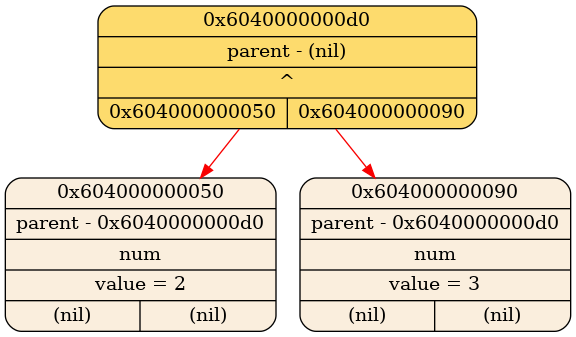 0x6040000000d0
parent - (nil)
^
0x604000000050 0x604000000090
0x604000000050
parent - 0x6040000000d0
num
value = 2
(nil) (nil)
0x604000000090
parent - 0x6040000000d0
num
value = 3
(nil) (nil)